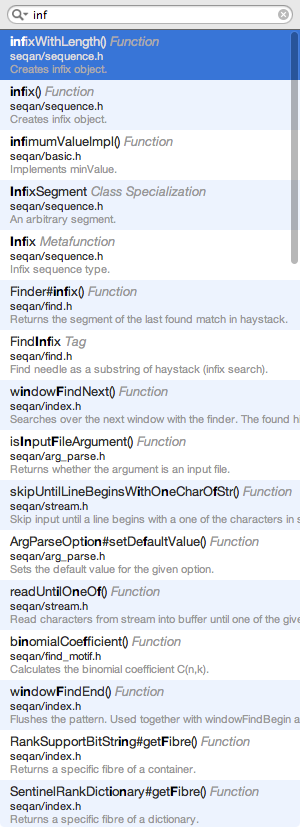 inf
infixWithLength() Function
seqan/sequence.h
Creates infix object.
infix() Function
seqan/sequence.h
Creates infix object.
infimumValueImpl() Function
seqan/basic.h
Implements minValue.
InfixSegment Class Specialization
seqan/sequence.h
An arbitrary segment.
Infix Metafunction
seqan/sequence.h
Infix sequence type.
Finder#infix() Function
seqan/find.h
Returns the segment of the last found match in haystack.
FindInfix Tag
seqan/find.h
Find needle as a substring of haystack (infix search).
windowFindNext() Function
seqan/index.h
Searches over the next window with the finder. The found h
isInputFileArgument() Function
seqan/arg_parse.h
Returns whether the argument is an input file.
skipUntilLineBeginsWithOneCharOfStr() Function
seqan/stream.h
Skip input until a line begins with a one of the characters in s
ArgParseOption#setDefaultValue() Function
seqan/arg_parse.h
Sets the default value for the given option.
readUntilOneOf() Function
seqan/stream.h
Read characters from stream into buffer until one of the give
binomialCoefficient() Function
seqan/find_motif.h
Calculates the binomial coefficient C(n,k).
windowFindEnd() Function
seqan/index.h
Flushes the pattern. Used together with windowFindBegin a
RankSupportBitString#getFibre() Function
seqan/index.h
Returns a specific fibre of a container.
SentinelRankDictionary#getFibre() Function
seqan/index.h
Returns a specific fibre of a dictionary.